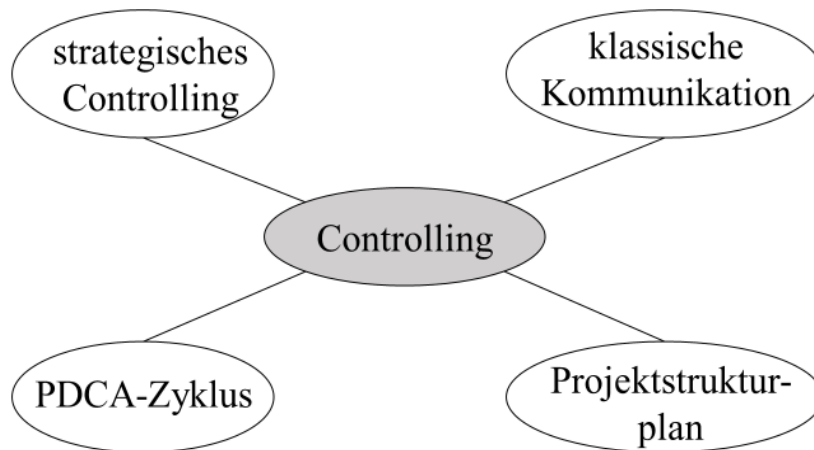 strategisches
Controlling
klassische
Kommunikation
Controlling
PDCA-Zyklus
Projektstruktur-
plan